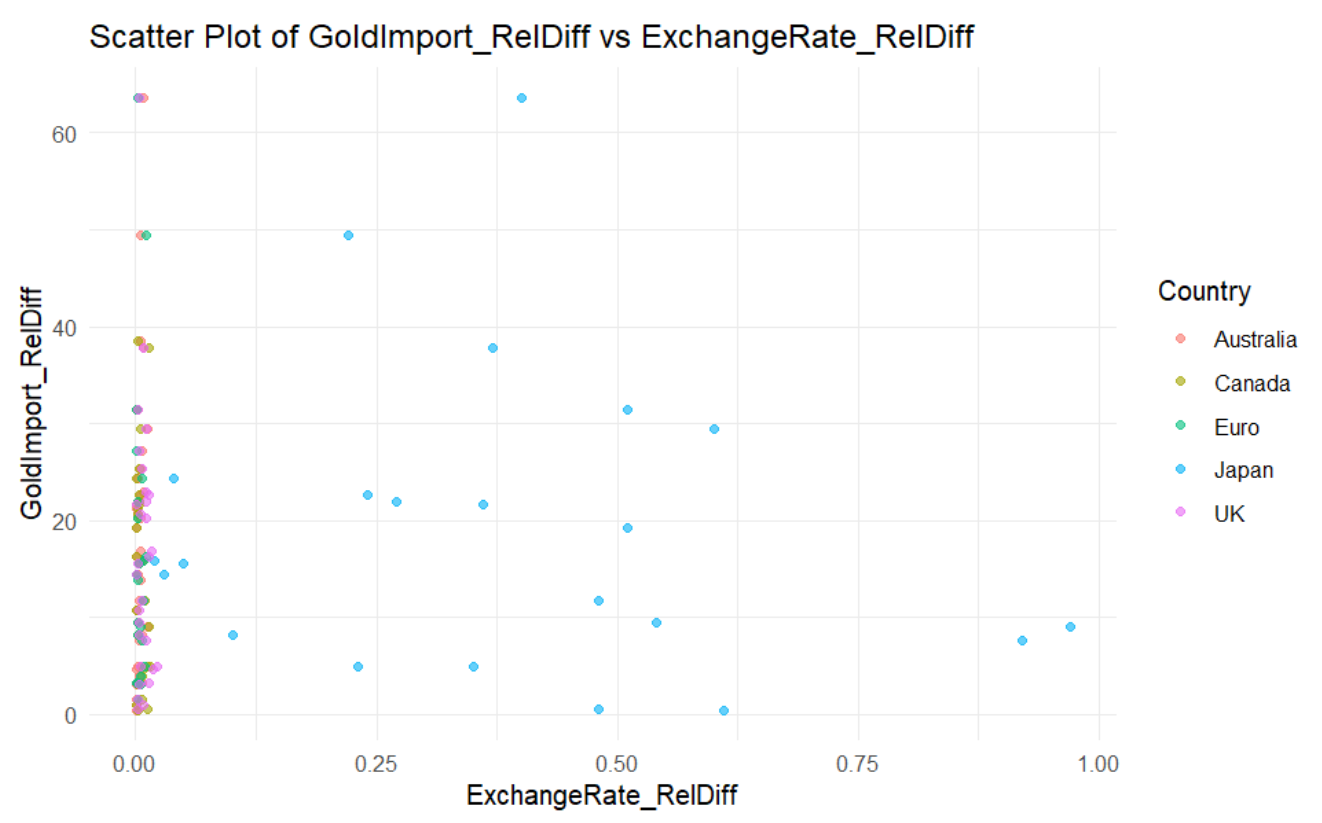 Scatter Plot of GoldImport_RelDiff vs ExchangeRate_RelDiff
GoldImport_RelDiff
60
40
20
0
0.00 0.25 0.50 0.75 1.00
ExchangeRate_RelDiff
Country
Australia
Canada
Euro
Japan
UK